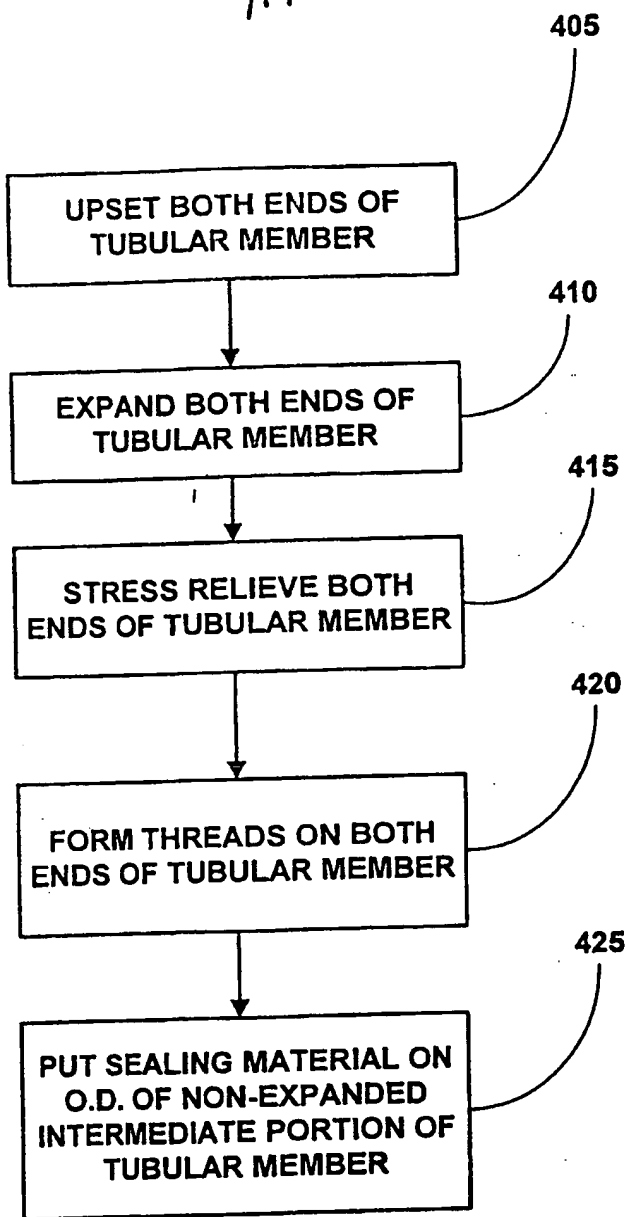 405
UPSET BOTH ENDS OF
TUBULAR MEMBER
410
EXPAND BOTH ENDS OF
TUBULAR MEMBER
415
STRESS RELIEVE BOTH
ENDS OF TUBULAR MEMBER
420
FORM THREADS ON BOTH
ENDS OF TUBULAR MEMBER
425
PUT SEALING MATERIAL ON
O.D. OF NON-EXPANDED
INTERMEDIATE PORTION OF
TUBULAR MEMBER